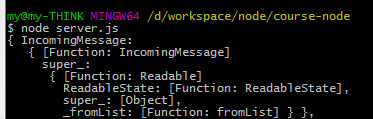 my@my-THINK MINGW64 /d/workspace/node/course-node
$ node server.js
{ IncomingMessage:
{ [Function: IncomingMessage]
super_:
{ [Function: Readable]
ReadableState: [Function: ReadableState],
super_: [Object],
_fromList: [Function: fromList] } },